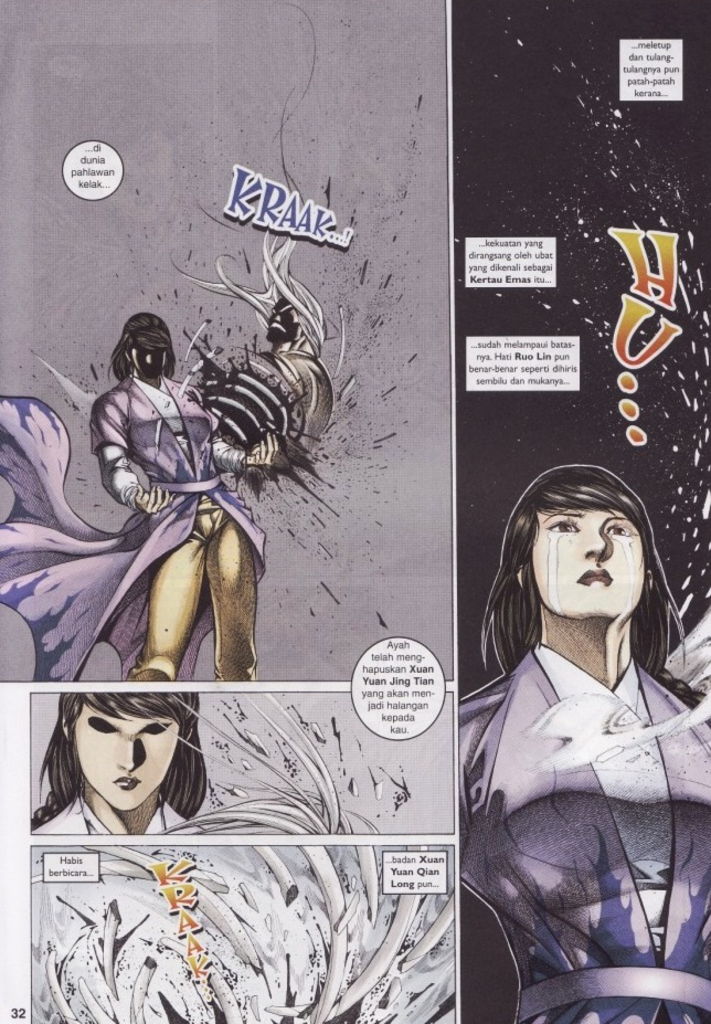 ...di
dunia
pahlawan
kelak...
KRAAK...!
Ayah
telah meng-
hapuskan Xuan
Yuan Jing Tian
yang akan men-
jadi halangan
kepada
kau.
Habis
berbicara...
KRAAK...
...badan Xuan
Yuan Qian
Long pun...
...meletup
dan tulang-
tulangnya pun
patah-patah
kerana...
...kekuatan yang
dirangsang oleh ubat
yang dikenali sebagai
Kertau Emas itu...
HU...
...sudah melampaui batas-
nya. Hati Ruo Lin pun
benar-benar seperti dihiris
sembilu dan mukanya...
32